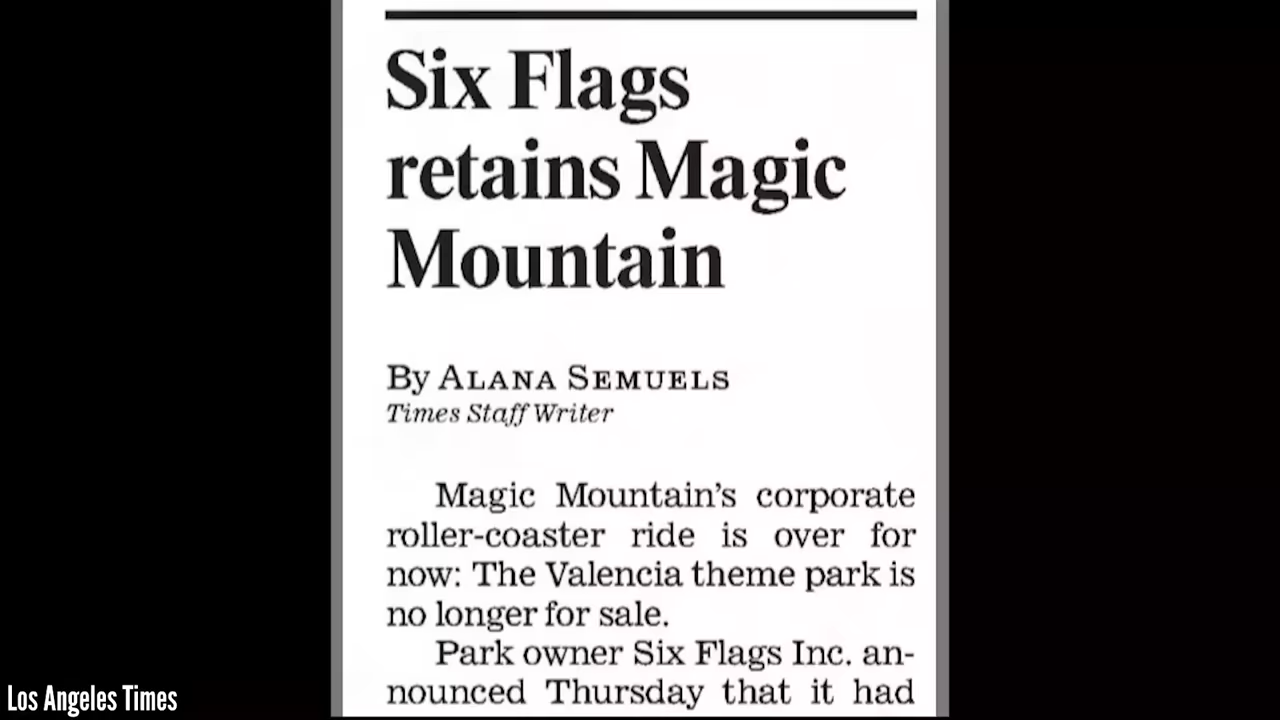 Six Flags
retains Magic
Mountain
By ALANA SEMUELS
Times Staff Writer
Magic Mountain's corporate
roller-coaster ride is over for
now: The Valencia theme park is
no longer for sale.
Park owner Six Flags Inc. an-
nounced Thursday that it had
Los Angeles Times